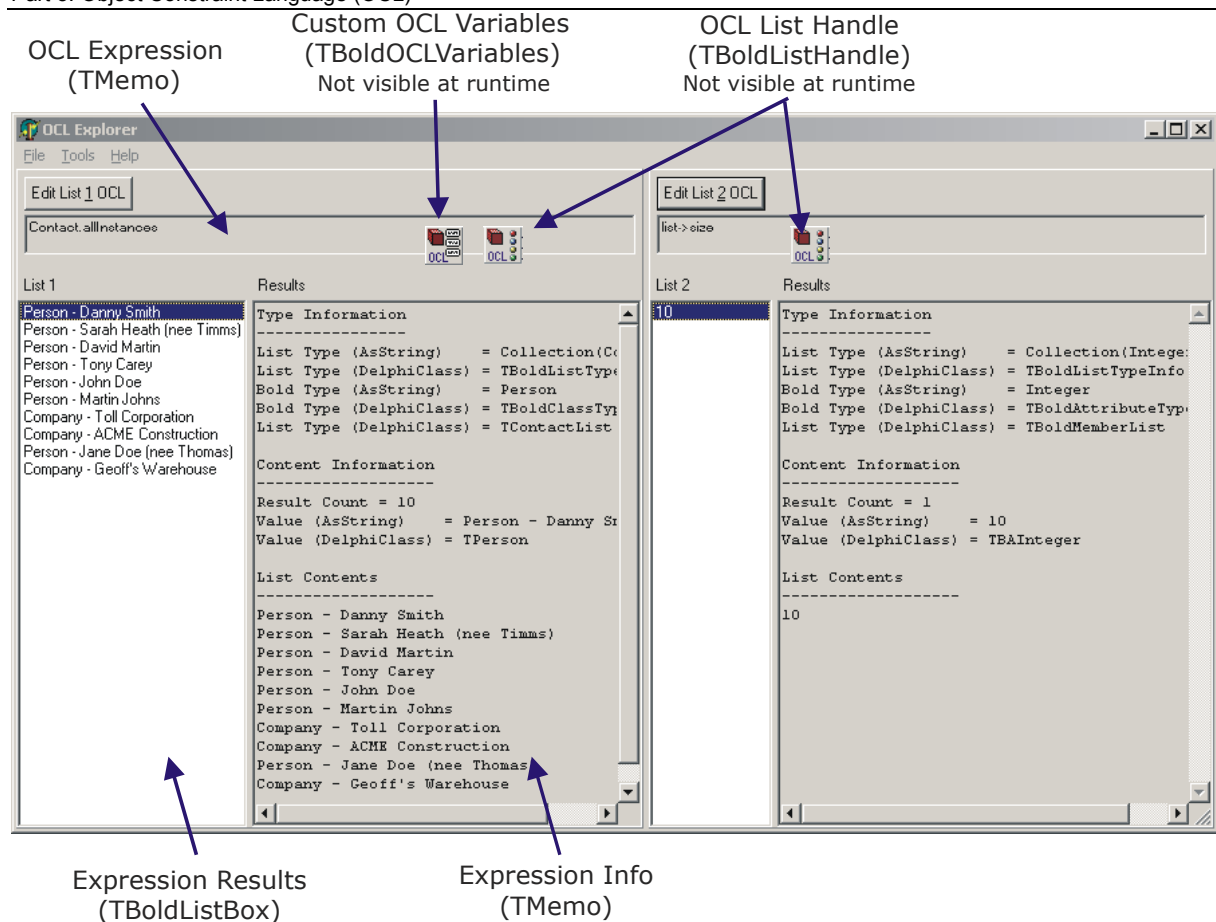 Part 3: Object Constraint Language (OCL)
OCL Expression
(TMemo)
Custom OCL Variables
(TBoldOCLVariables)
Not visible at runtime
OCL List Handle
(TBoldListHandle)
Not visible at runtime
OCL Explorer
File Tools Help
Edit List 1 OCL
Contact.allInstances
OCL
OCL
List 1
Results
Person - Danny Smith
Person - Sarah Heath (nee Timms)
Person - David Martin
Person - Tony Carey
Person - John Doe
Person - Martin Johns
Company - Toll Corporation
Company - ACME Construction
Person - Jane Doe (nee Thomas)
Company - Geoff's Warehouse
Type Information
----------------
List Type (AsString) = Collection(Co
List Type (DelphiClass) = TBoldListType
Bold Type (AsString) = Person
Bold Type (DelphiClass) = TBoldClassTyp
List Type (DelphiClass) = TContactList
Content Information
-------------------
Result Count = 10
Value (AsString) = Person - Danny Sm
Value (DelphiClass) = TPerson
List Contents
-------------------
Person - Danny Smith
Person - Sarah Heath (nee Timms)
Person - David Martin
Person - Tony Carey
Person - John Doe
Person - Martin Johns
Company - Toll Corporation
Company - ACME Construction
Person - Jane Doe (nee Thomas
Company - Geoff's Warehouse
Edit List 2 OCL
list->size
OCL
List 2
Results
10
Type Information
----------------
List Type (AsString) = Collection(Intege
List Type (DelphiClass) = TBoldListTypeInfo
Bold Type (AsString) = Integer
Bold Type (DelphiClass) = TBoldAttributeType
List Type (DelphiClass) = TBoldMemberList
Content Information
-------------------
Result Count = 1
Value (AsString) = 10
Value (DelphiClass) = TBAInteger
List Contents
-------------------
10
Expression Results
(TBoldListBox)
Expression Info
(TMemo)